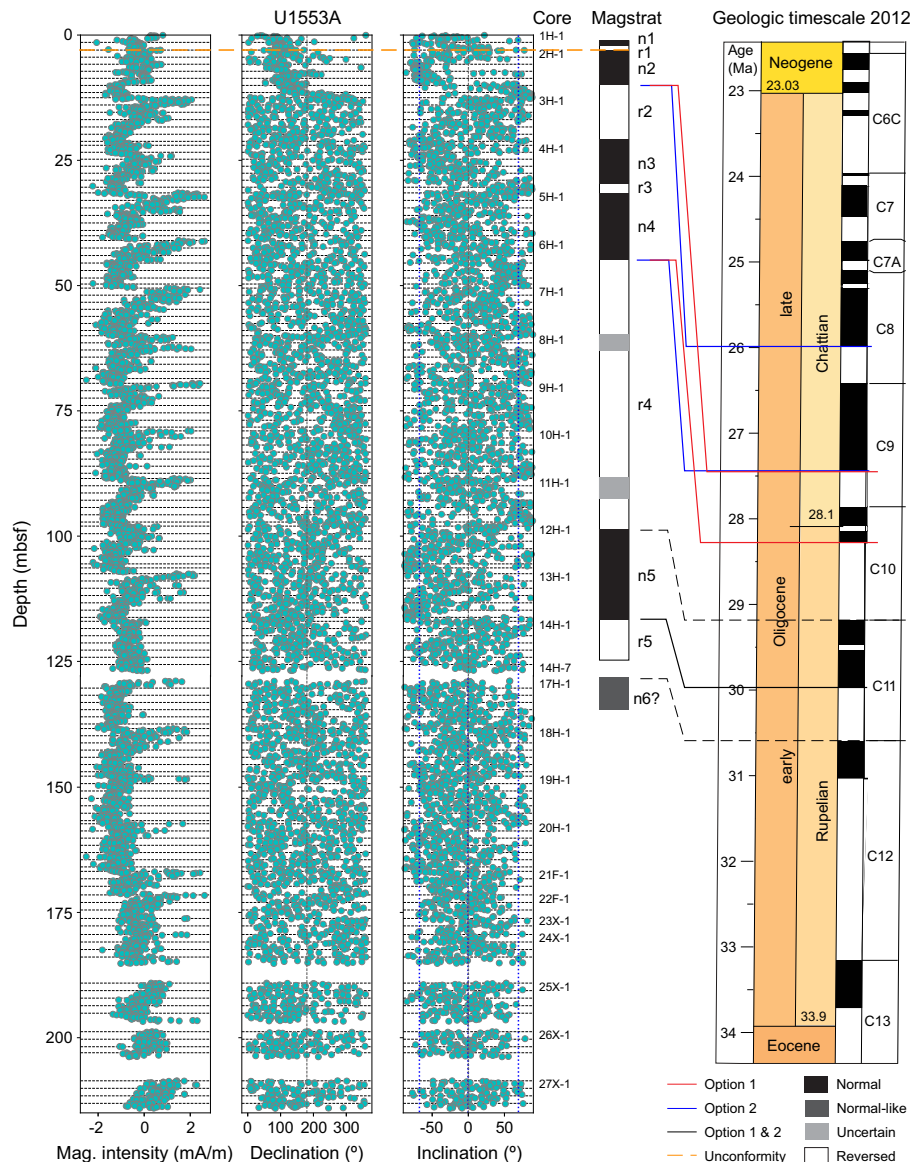 U1553A
Core
Magstrat
Geologic timescale 2012
Depth (mbsf)
0
25
50
75
100
125
150
175
200
-2
0
2
Mag. intensity (mA/m)
0
100
200
300
Declination (º)
-50
0
50
Inclination (º)
1H-1
2H-1
3H-1
4H-1
5H-1
6H-1
7H-1
8H-1
9H-1
10H-1
11H-1
12H-1
13H-1
14H-1
14H-7
17H-1
18H-1
19H-1
20H-1
21F-1
22F-1
23X-1
24X-1
25X-1
26X-1
27X-1
n1
r1
n2
r2
n3
r3
n4
r4
n5
r5
n6?
Age
(Ma)
23
24
25
26
27
28
29
30
31
32
33
34
Neogene
23.03
Oligocene
late
early
Chattian
28.1
Rupelian
33.9
Eocene
C6C
C7
C7A
C8
C9
C10
C11
C12
C13
Option 1
Option 2
Option 1 & 2
Unconformity
Normal
Normal-like
Uncertain
Reversed